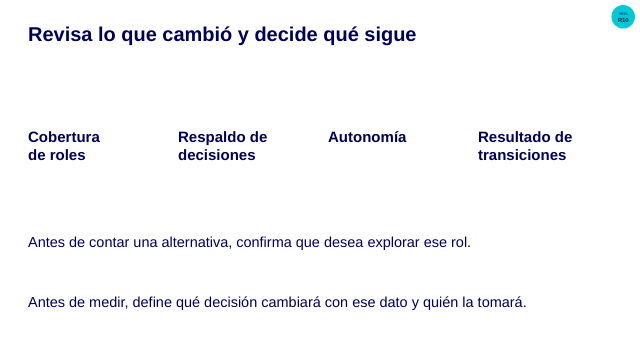 Revisa lo que cambió y decide qué sigue
R10
Cobertura
de roles
Respaldo de
decisiones
Autonomía
Resultado de
transiciones
Antes de contar una alternativa, confirma que desea explorar ese rol.
Antes de medir, define qué decisión cambiará con ese dato y quién la tomará.